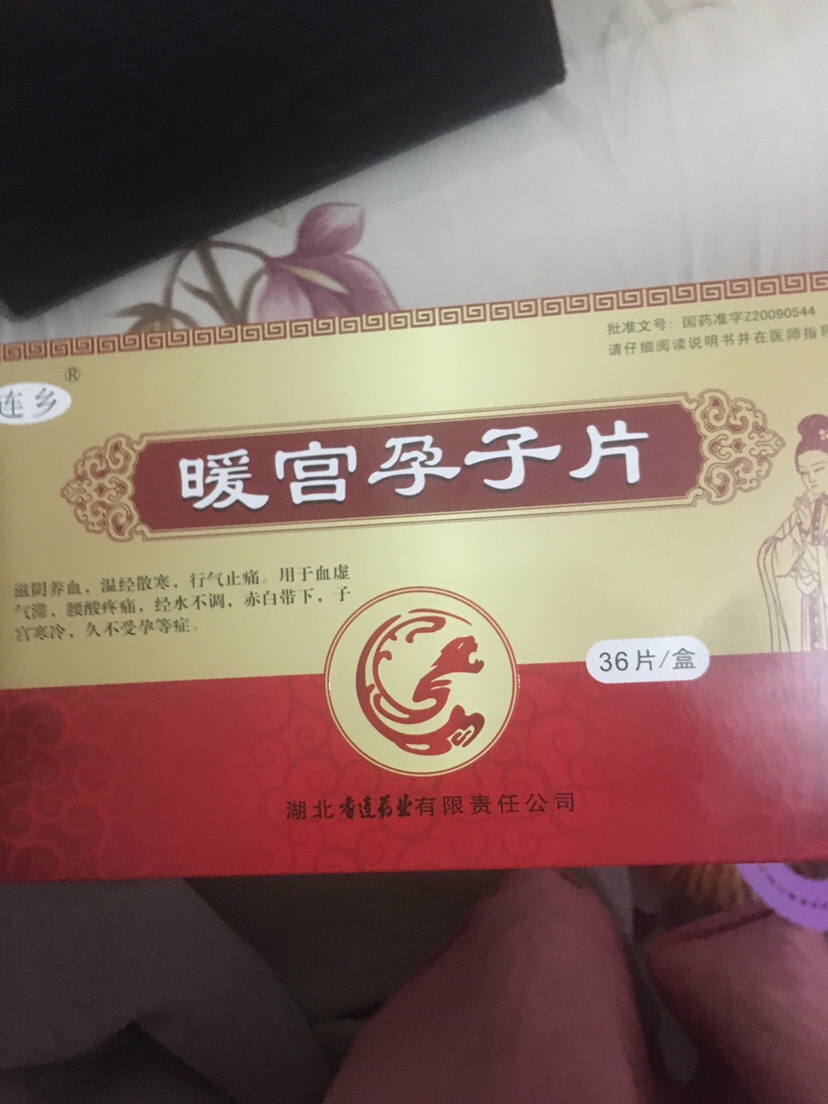 批准文号：国药准字Z20090544
请仔细阅读说明书并在医师指导
连乡®
暖宫孕子片
滋阴养血，温经散寒，行气止痛。用于血虚
气滞，腰酸疼痛，经水不调，赤白带下，子
宫寒冷，久不受孕等症。
36片/盒
湖北香连药业有限责任公司